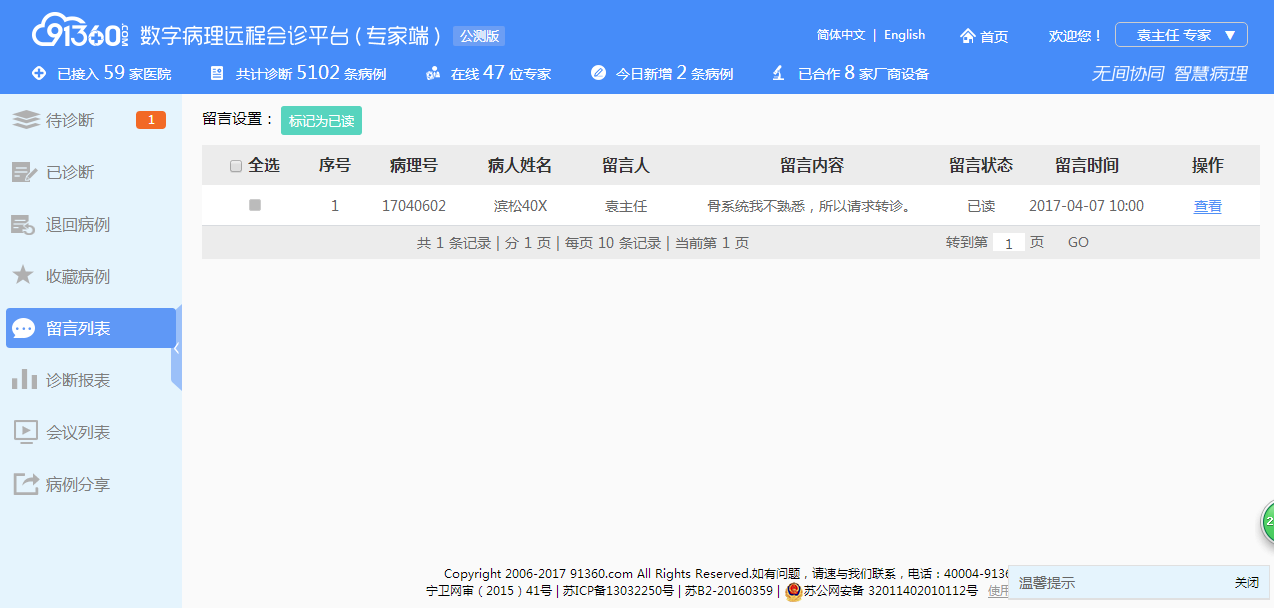 91360.COM 数字病理远程会诊平台(专家端) 公测版 简体中文 | English 首页 欢迎您! 袁主任 专家 ▼
已接入 59 家医院 共计诊断 5102 条病例 在线 47 位专家 今日新增 2 条病例 已合作 8 家厂商设备 无间协同 智慧病理
待诊断 1
已诊断
退回病例
收藏病例
留言列表
诊断报表
会议列表
病例分享
留言设置: 标记为已读
全选 序号 病理号 病人姓名 留言人 留言内容 留言状态 留言时间 操作
1 17040602 滨松40X 袁主任 骨系统我不熟悉,所以请求转诊。 已读 2017-04-07 10:00 查看
共 1 条记录 | 分 1 页 | 每页 10 条记录 | 当前第 1 页 转到第 1 页 GO
2
Copyright 2006-2017 91360.com All Rights Reserved.如有问题,请速与我们联系,电话:40004-9136
宁卫网审(2015)41号 | 苏ICP备13032250号 | 苏B2-20160359 | 苏公网安备 32011402010112号 使用
温馨提示 关闭